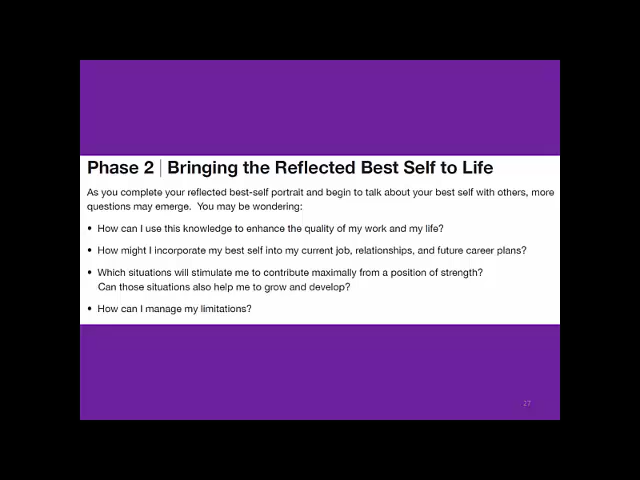 Phase 2 | Bringing the Reflected Best Self to Life
As you complete your reflected best-self portrait and begin to talk about your best self with others, more
questions may emerge. You may be wondering:
• How can I use this knowledge to enhance the quality of my work and my life?
• How might I incorporate my best self into my current job, relationships, and future career plans?
• Which situations will stimulate me to contribute maximally from a position of strength?
Can those situations also help me to grow and develop?
• How can I manage my limitations?
27